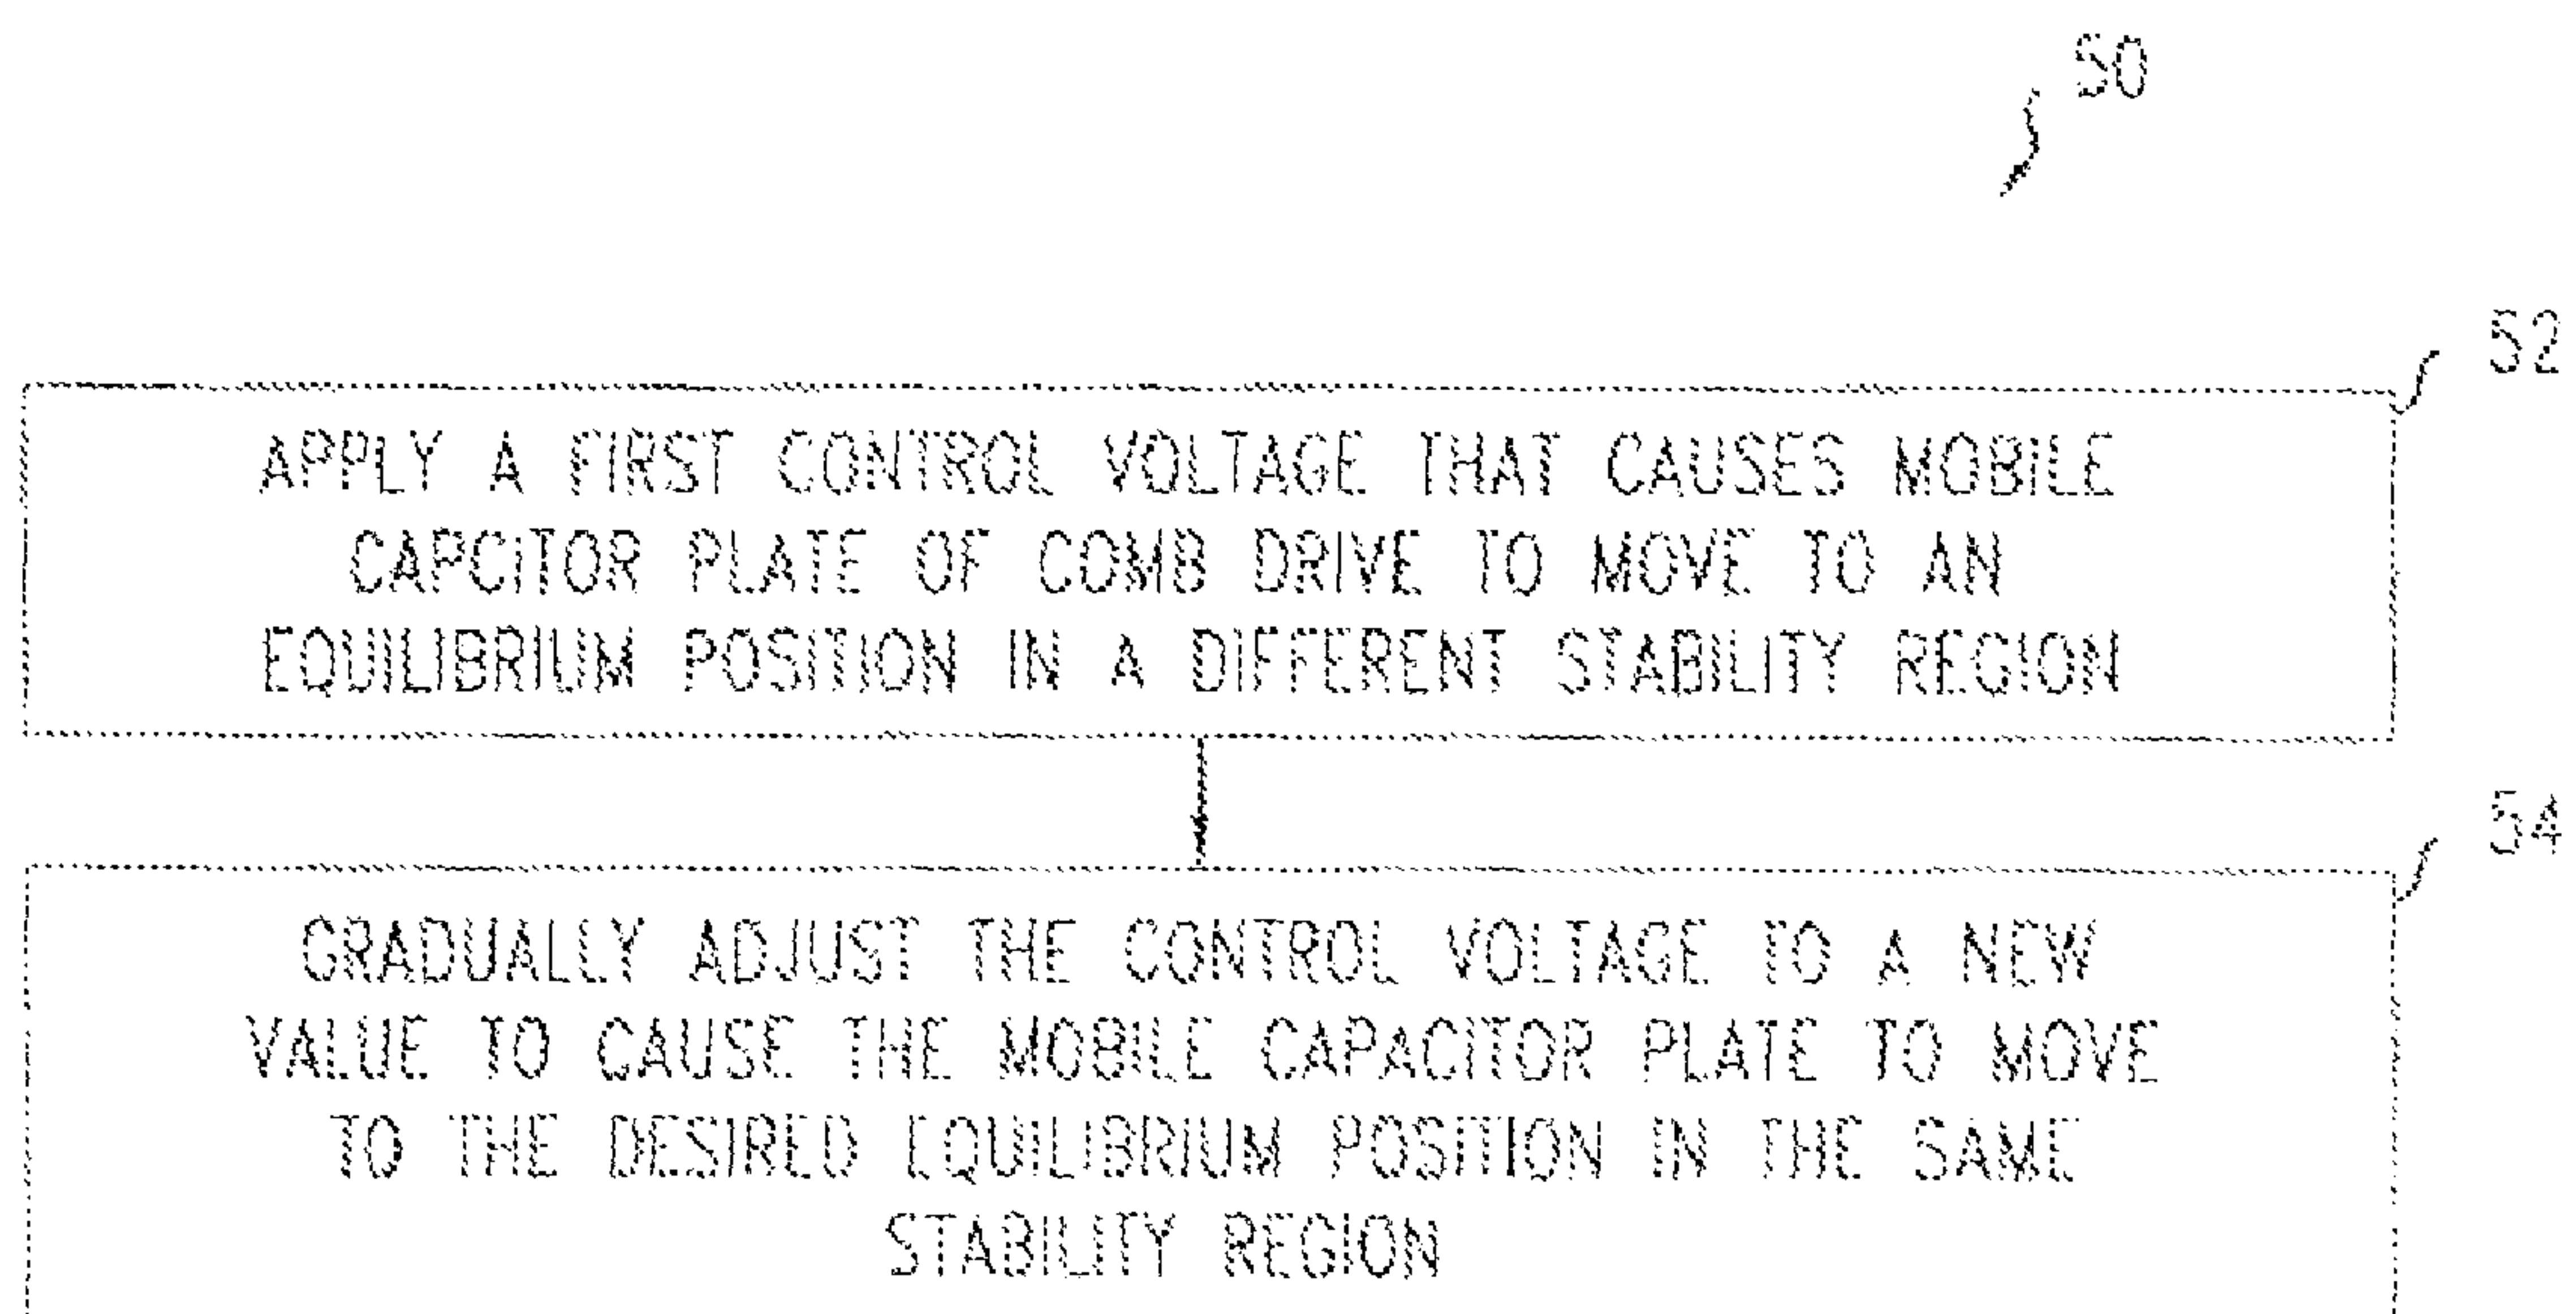 50
52
APPLY A FIRST CONTROL VOLTAGE THAT CAUSES MOBILE
CAPCITOR PLATE OF COMB DRIVE TO MOVE TO AN
EQUILIBRIUM POSITION IN A DIFFERENT STABILITY REGION
54
GRADUALLY ADJUST THE CONTROL VOLTAGE TO A NEW
VALUE TO CAUSE THE MOBILE CAPACITOR PLATE TO MOVE
TO THE DESIRED EQUILIBRIUM POSITION IN THE SAME
STABILITY REGION